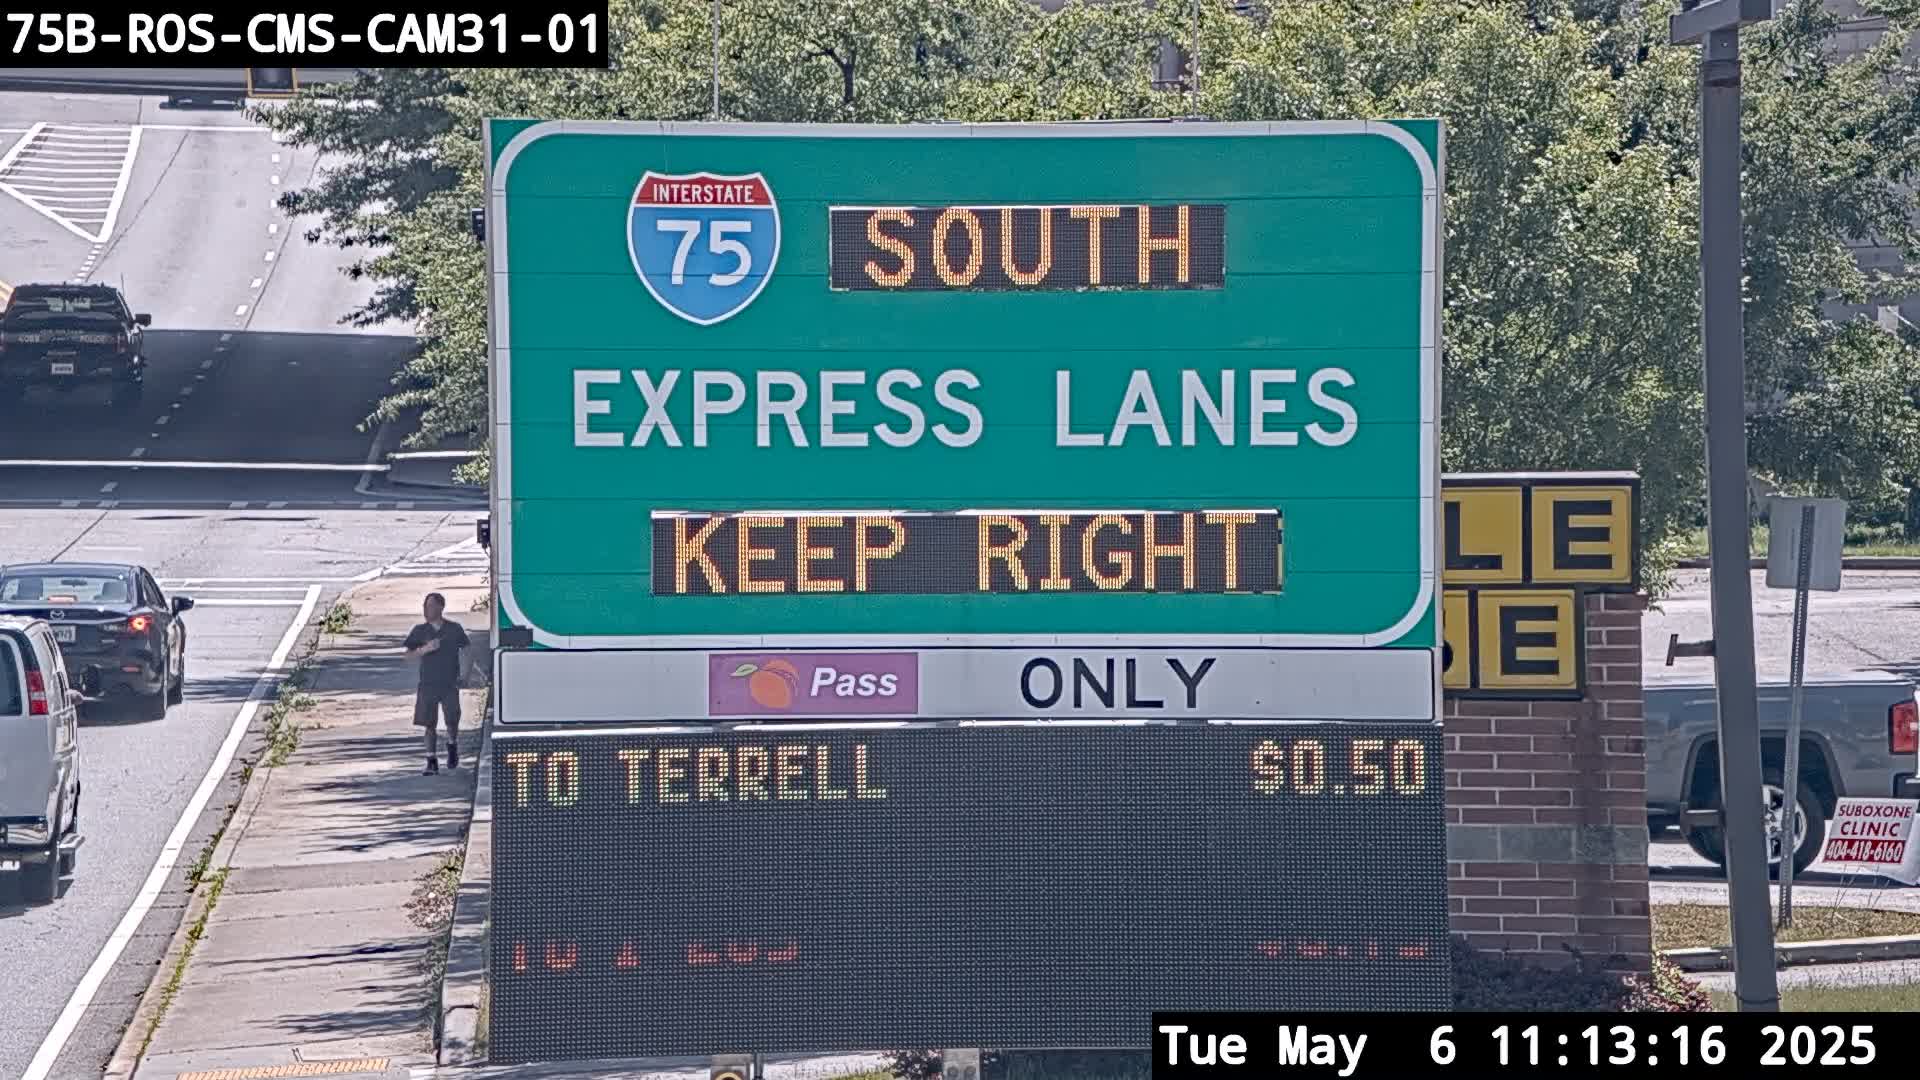 75B-ROS-CMS-CAM31-01
INTERSTATE
75
SOUTH
EXPRESS LANES
KEEP RIGHT
Pass ONLY
TO TERRELL $0.50
LE
E
SUBOXONE
CLINIC
404-418-6160
POLICE
Tue May 6 11:13:16 2025